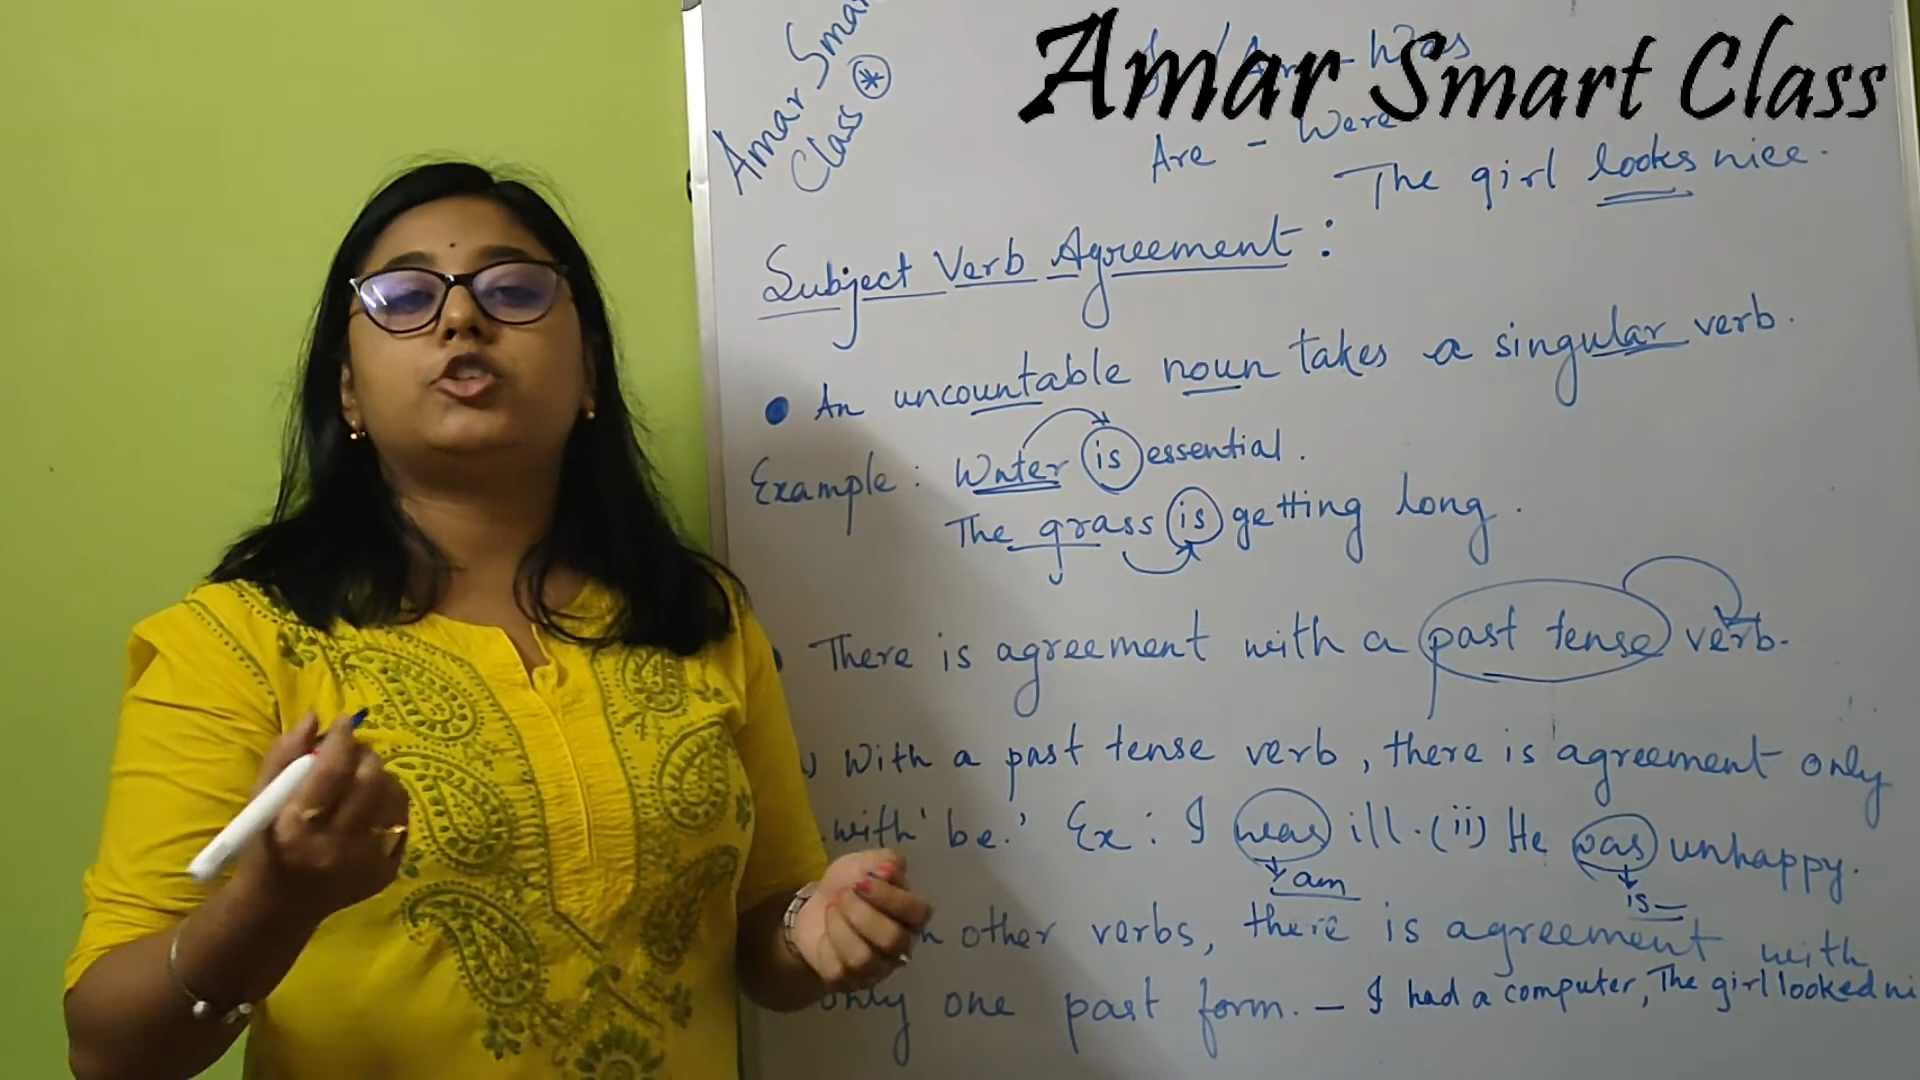 Amar Smart Class
Amar Smar
Class
Are - Were
The girl looks nice.
Subject Verb Agreement :
An uncountable noun takes a singular verb.
Example : Water is essential.
The grass is getting long.
There is agreement with a past tense verb.
With a past tense verb, there is agreement only
with 'be.' Ex : I was ill. (ii) He was unhappy.
am
is
other verbs, there is agreement with
only one past form. - I had a computer, The girl looked ni